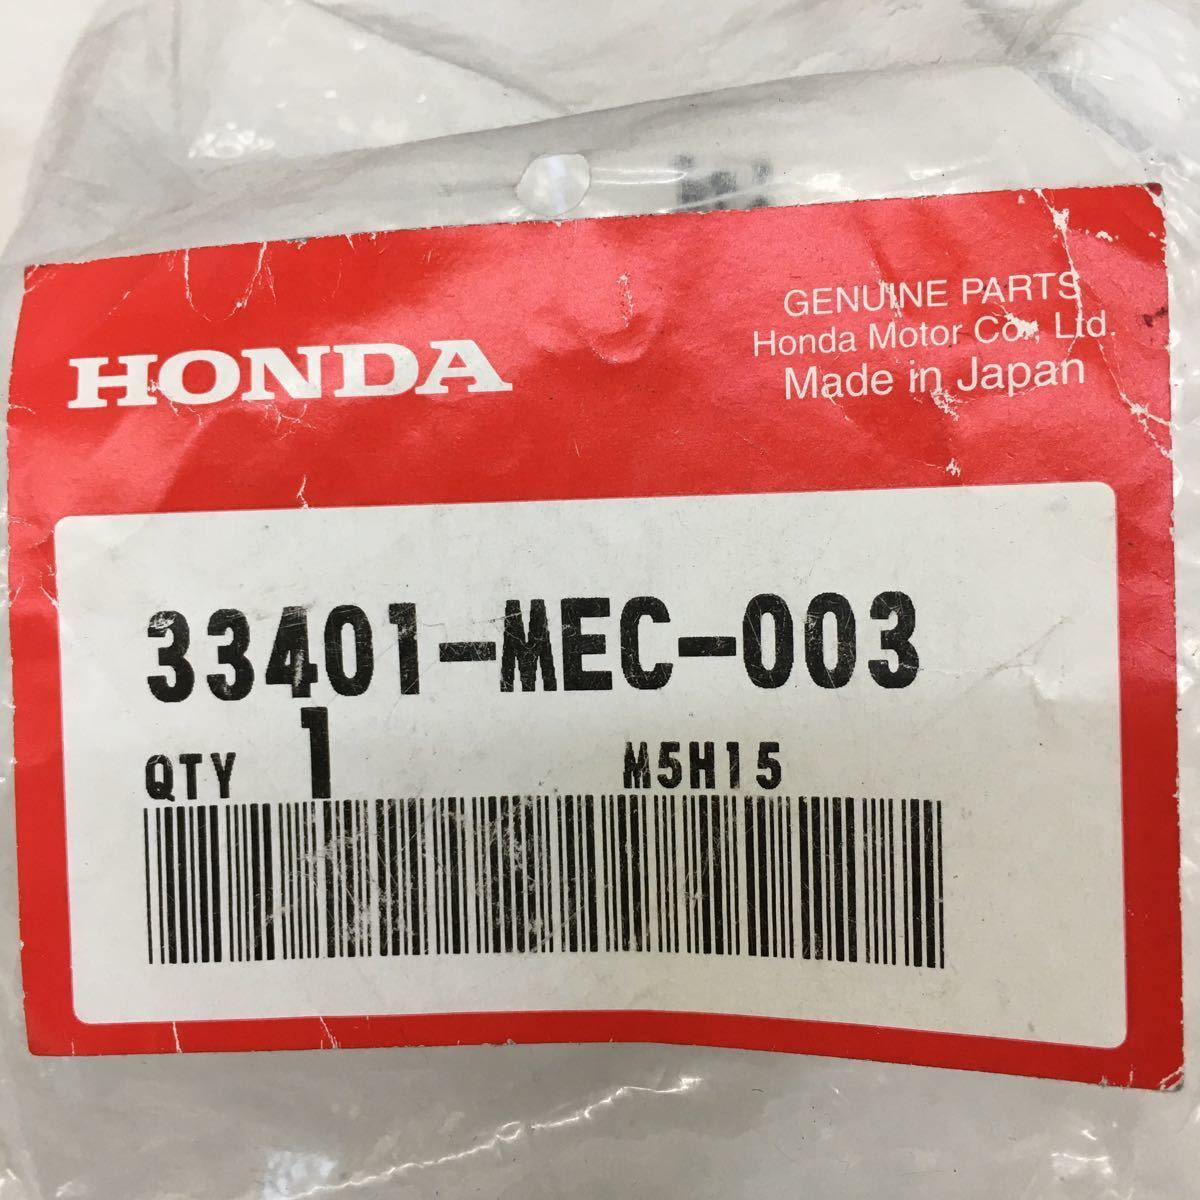 HONDA
GENUINE PARTS
Honda Motor Co., Ltd.
Made in Japan
33401-MEC-003
QTY 1 M5H15